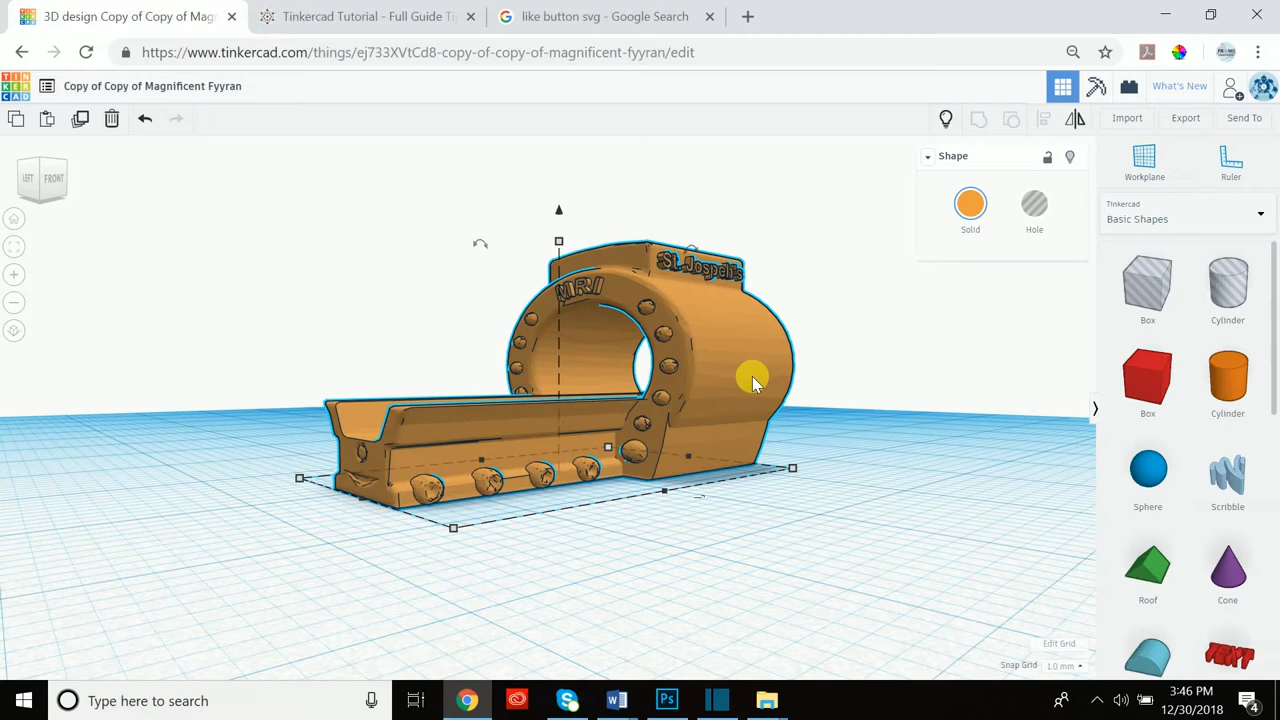 3D design Copy of Copy of Magn
Tinkercad Tutorial - Full Guide T
like button svg - Google Search
https://www.tinkercad.com/things/ej733XVtCd8-copy-of-copy-of-magnificent-fyyran/edit
TIN
KER
CAD
Copy of Copy of Magnificent Fyyran
What's New
Import
Export
Send To
LEFT
FRONT
Shape
Solid
Hole
Workplane
Ruler
Tinkercad
Basic Shapes
St. Jospeh's
MRI
Box
Cylinder
Box
Cylinder
Sphere
Scribble
Roof
Cone
TEXT
Edit Grid
Snap Grid
1.0 mm
Type here to search
3:46 PM
12/30/2018
4